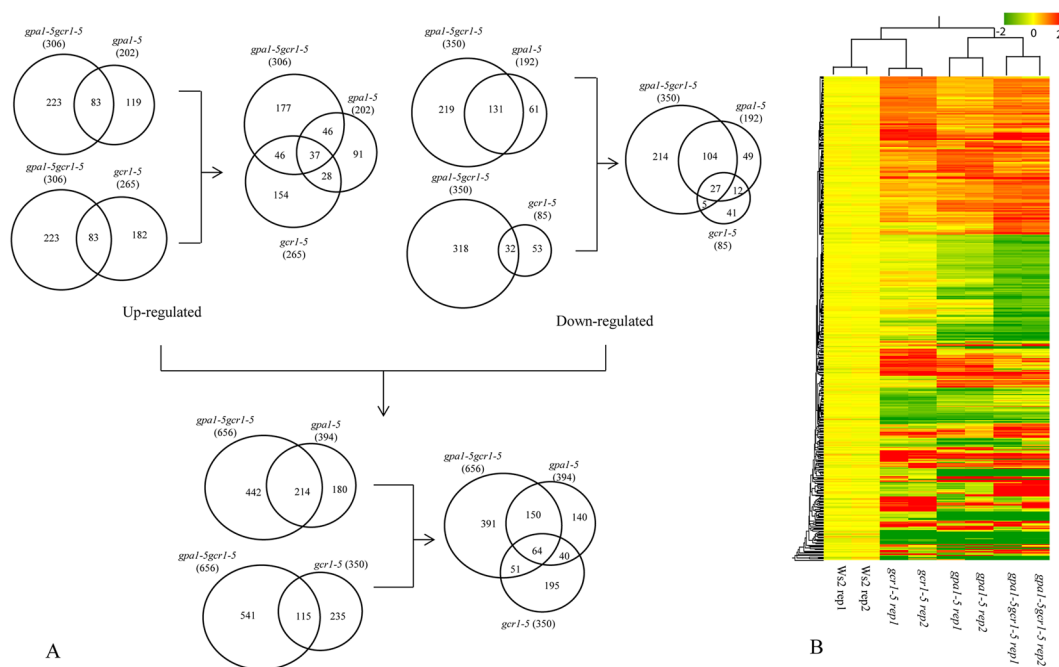 gpa1-5gcr1-5
(306)
gpa1-5
(202)
223
83
119
gpa1-5gcr1-5
(306)
gcr1-5
(265)
223
83
182
gpa1-5gcr1-5
(306)
gpa1-5
(202)
177
46
46
37
91
28
154
gcr1-5
(265)
Up-regulated
gpa1-5gcr1-5
(350)
gpa1-5
(192)
219
131
61
gpa1-5gcr1-5
(350)
gcr1-5
(85)
318
32
53
gpa1-5gcr1-5
(350)
gpa1-5
(192)
214
104
49
27
12
5
41
gcr1-5
(85)
Down-regulated
gpa1-5gcr1-5
(656)
gpa1-5
(394)
442
214
180
gpa1-5gcr1-5
(656)
gcr1-5 (350)
541
115
235
gpa1-5gcr1-5
(656)
gpa1-5
(394)
391
150
140
64
40
51
195
gcr1-5 (350)
A
-2
0
2
Ws2 rep1
Ws2 rep2
gcr1-5 rep1
gcr1-5 rep2
gpa1-5 rep1
gpa1-5 rep2
gpa1-5gcr1-5 rep1
gpa1-5gcr1-5 rep2
B